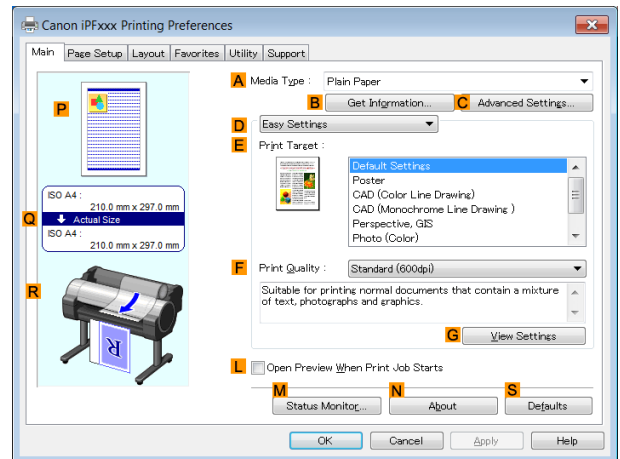 Canon iPFxxx Printing Preferences
Main Page Setup Layout Favorites Utility Support
A Media Type : Plain Paper
B Get Information... C Advanced Settings...
D Easy Settings
E Print Target :
Default Settings
Poster
CAD (Color Line Drawing)
CAD (Monochrome Line Drawing )
Perspective, GIS
Photo (Color)
P
ISO A4 :
210.0 mm x 297.0 mm
Q Actual Size
ISO A4 :
210.0 mm x 297.0 mm
R
R
F Print Quality : Standard (600dpi)
Suitable for printing normal documents that contain a mixture
of text, photographs and graphics.
G View Settings
L Open Preview When Print Job Starts
M Status Monitor... N About S Defaults
OK Cancel Apply Help